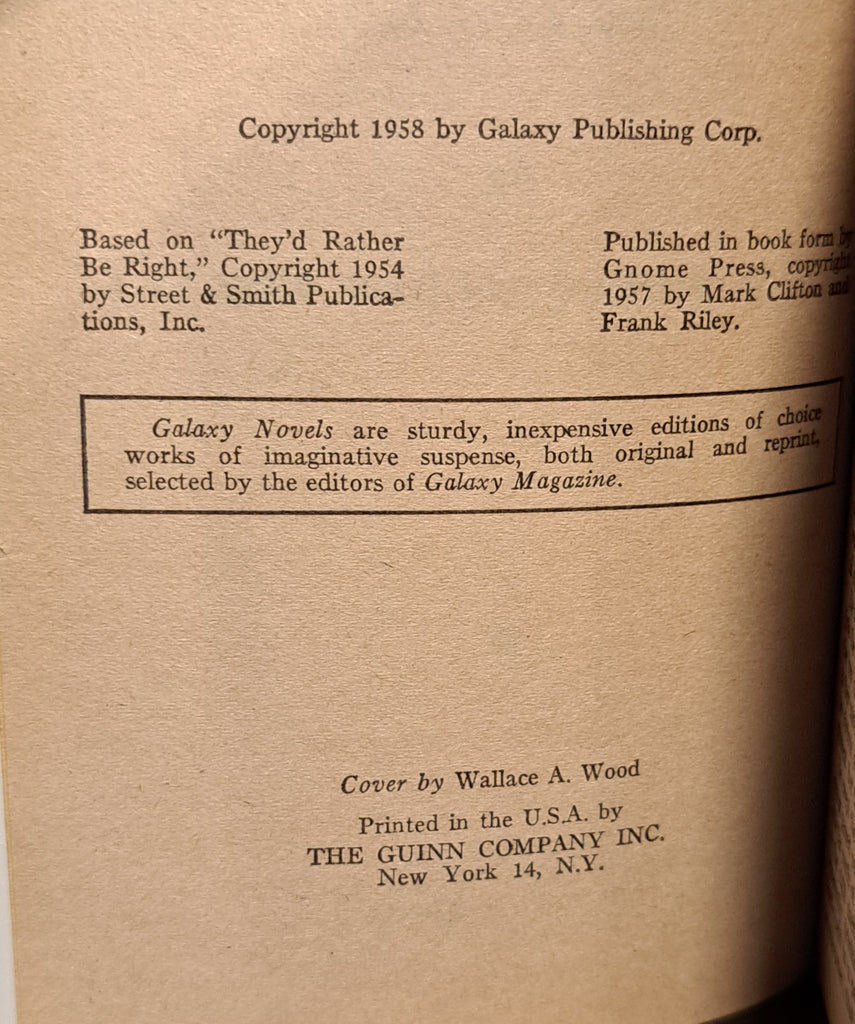 Copyright 1958 by Galaxy Publishing Corp.
Based on “They’d Rather
Be Right,” Copyright 1954
by Street & Smith Publica-
tions, Inc.
Published in book form by
Gnome Press, copyright
1957 by Mark Clifton and
Frank Riley.
Galaxy Novels are sturdy, inexpensive editions of choice
works of imaginative suspense, both original and reprint,
selected by the editors of Galaxy Magazine.
Cover by Wallace A. Wood
Printed in the U.S.A. by
THE GUINN COMPANY INC.
New York 14, N.Y.